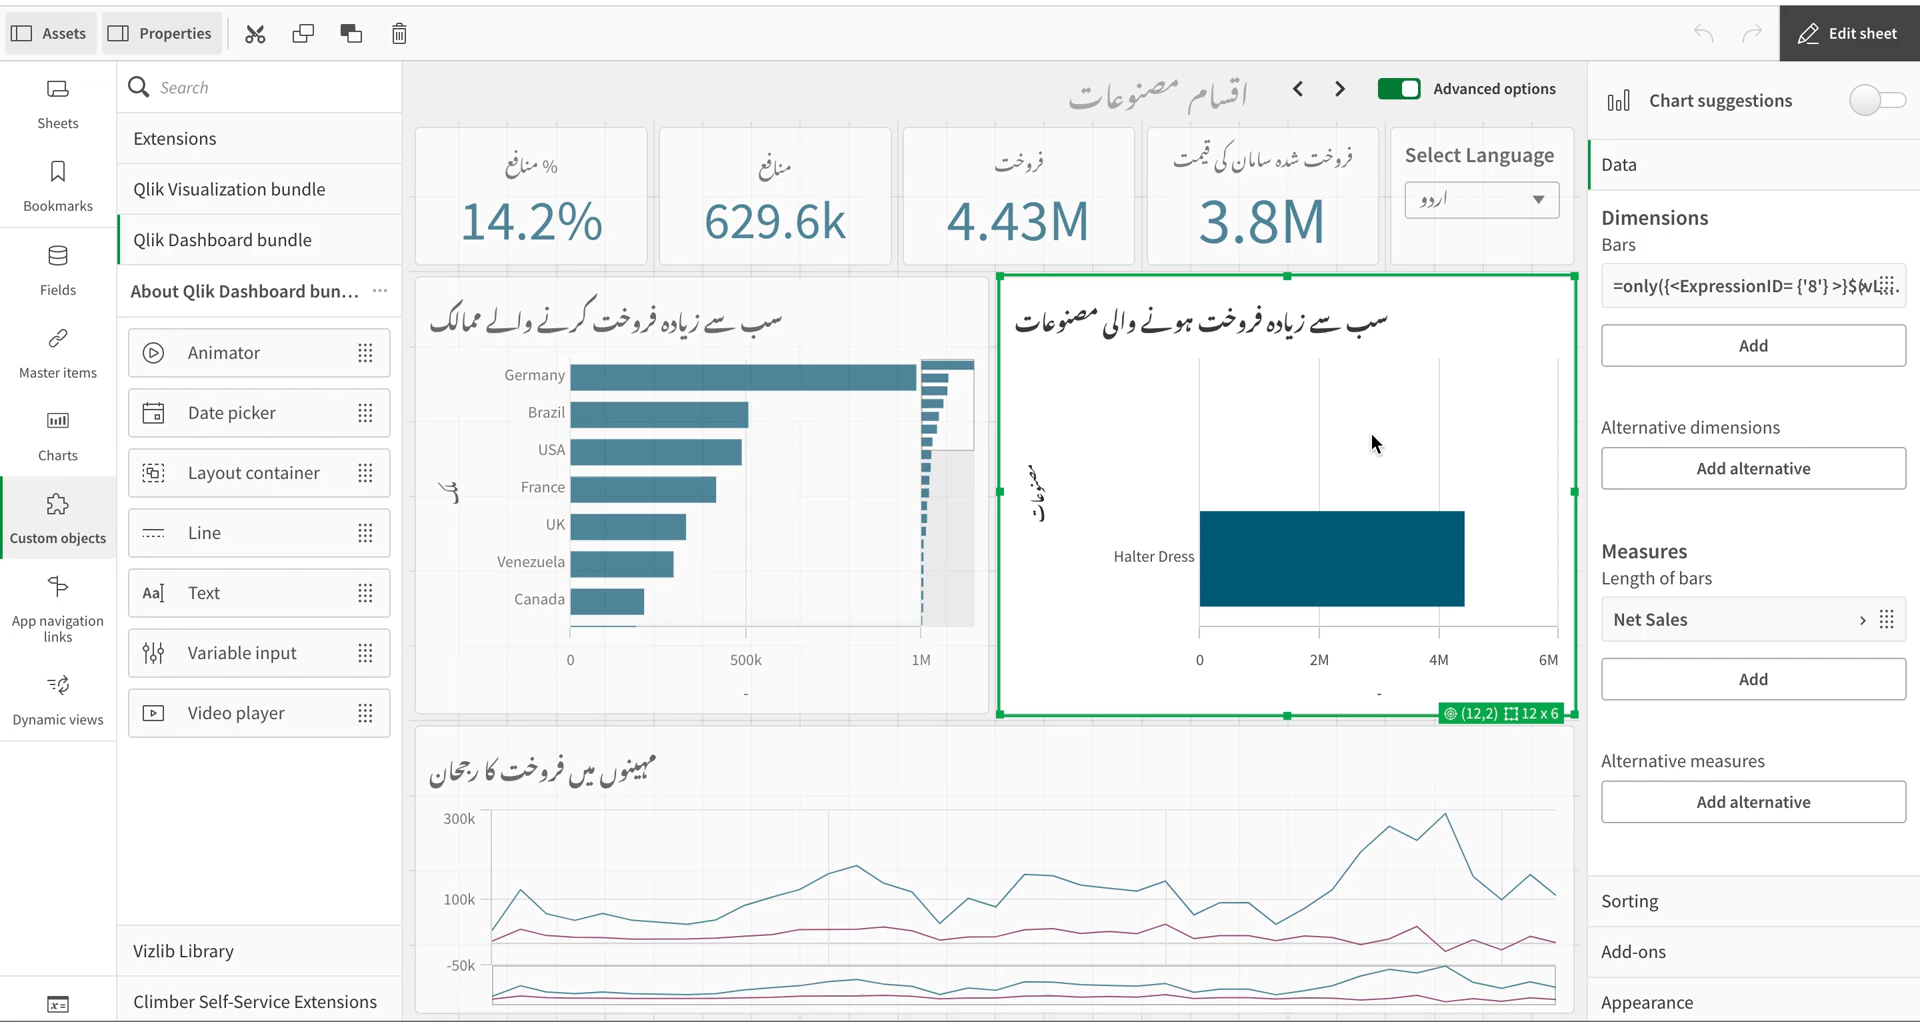 Assets
Properties
Edit sheet
Sheets
Bookmarks
Fields
Master items
Charts
Custom objects
App navigation
links
Dynamic views
Search
Extensions
Qlik Visualization bundle
Qlik Dashboard bundle
About Qlik Dashboard bun...
Animator
Date picker
Layout container
Line
Aa Text
Variable input
Video player
Vizlib Library
Climber Self-Service Extensions
اقسام مصنوعات
Advanced options
% منافع
14.2%
منافع
629.6k
فروخت
4.43M
فروخت شدہ سامان کی قیمت
3.8M
Select Language
اردو
سب سے زیادہ فروخت کرنے والے ممالک
ملک
Germany
Brazil
USA
France
UK
Venezuela
Canada
0 500k 1M
-
سب سے زیادہ فروخت ہونے والی مصنوعات
مصنوعات
Halter Dress
0 2M 4M 6M
-
(12,2) 12 x 6
مہینوں میں فروخت کا رجحان
300k
100k
-50k
Chart suggestions
Data
Dimensions
Bars
=only({<ExpressionID= {'8'} >}$(vL...
Add
Alternative dimensions
Add alternative
Measures
Length of bars
Net Sales
Add
Alternative measures
Add alternative
Sorting
Add-ons
Appearance